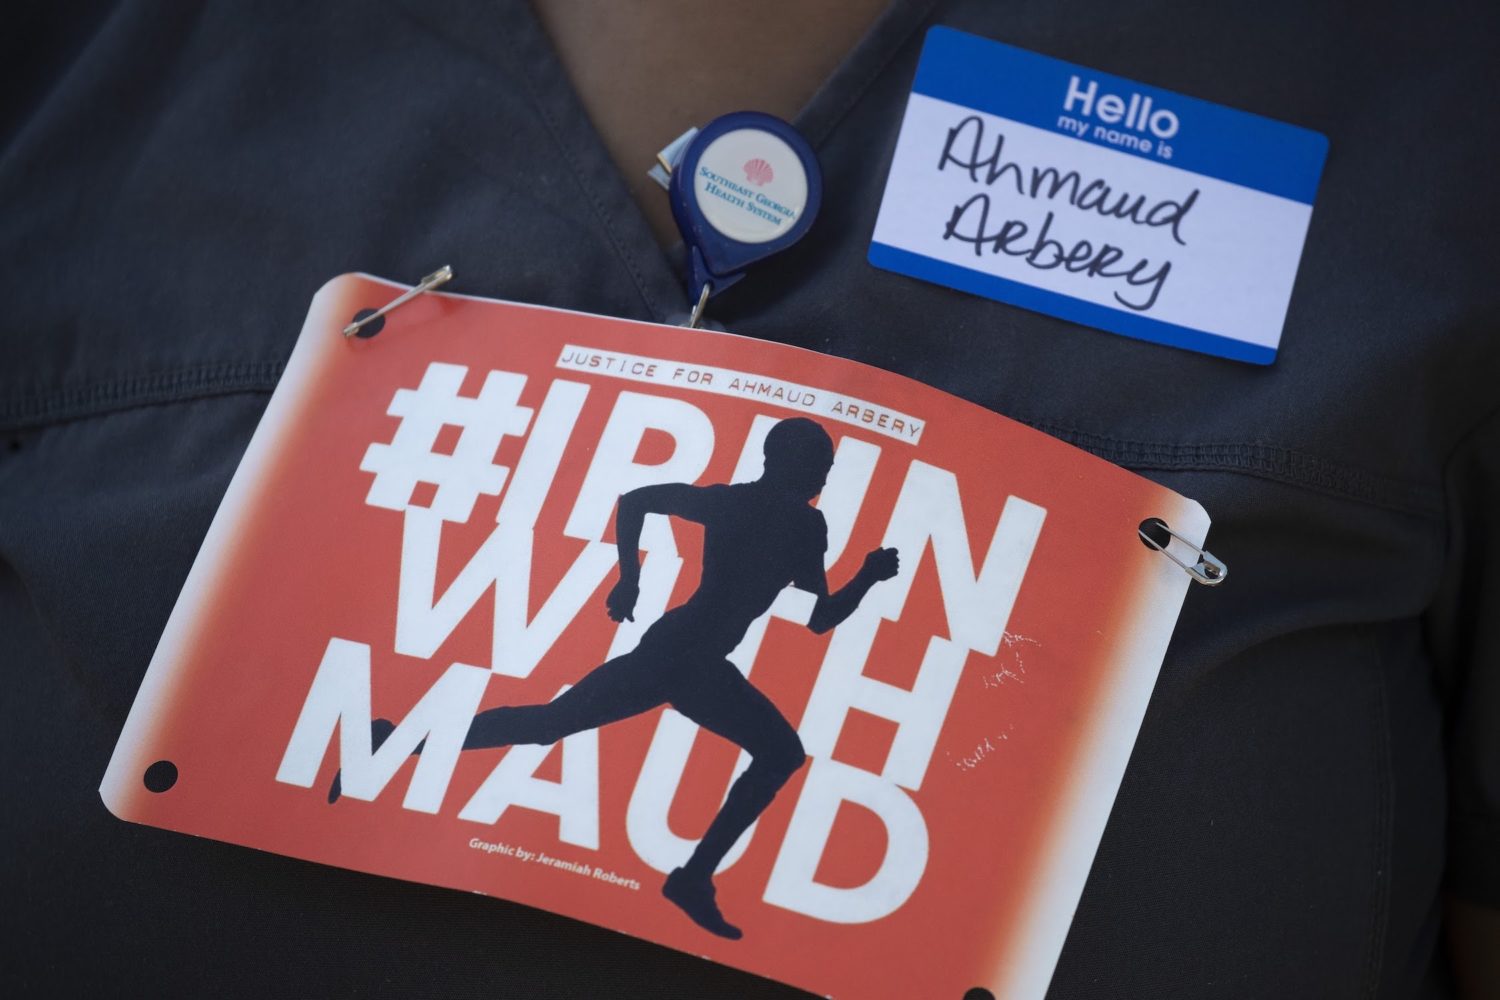 Hello
my name is
Ahmaud
Arbery
SOUTHEAST GEORGIA
HEALTH SYSTEM
JUSTICE FOR AHMAUD ARBERY
#IRUN
WITH
MAUD
Graphic by: Jeramiah Roberts